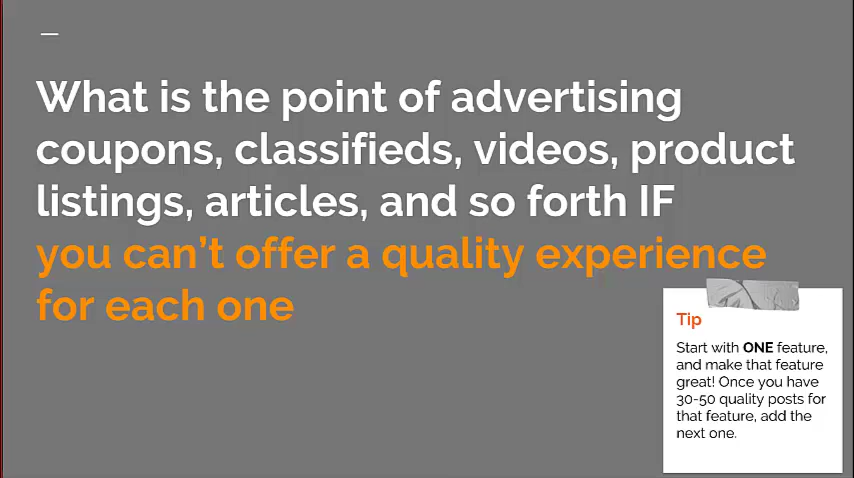 What is the point of advertising
coupons, classifieds, videos, product
listings, articles, and so forth IF
you can't offer a quality experience
for each one
Tip
Start with ONE feature,
and make that feature
great! Once you have
30-50 quality posts for
that feature, add the
next one.